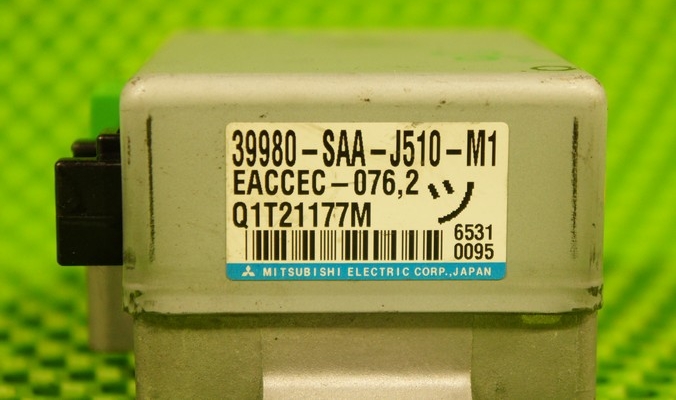 39980-SAA-J510-M1
EACCEC-076,2
ツ
Q1T21177M
6531
0095
MITSUBISHI ELECTRIC CORP.,JAPAN